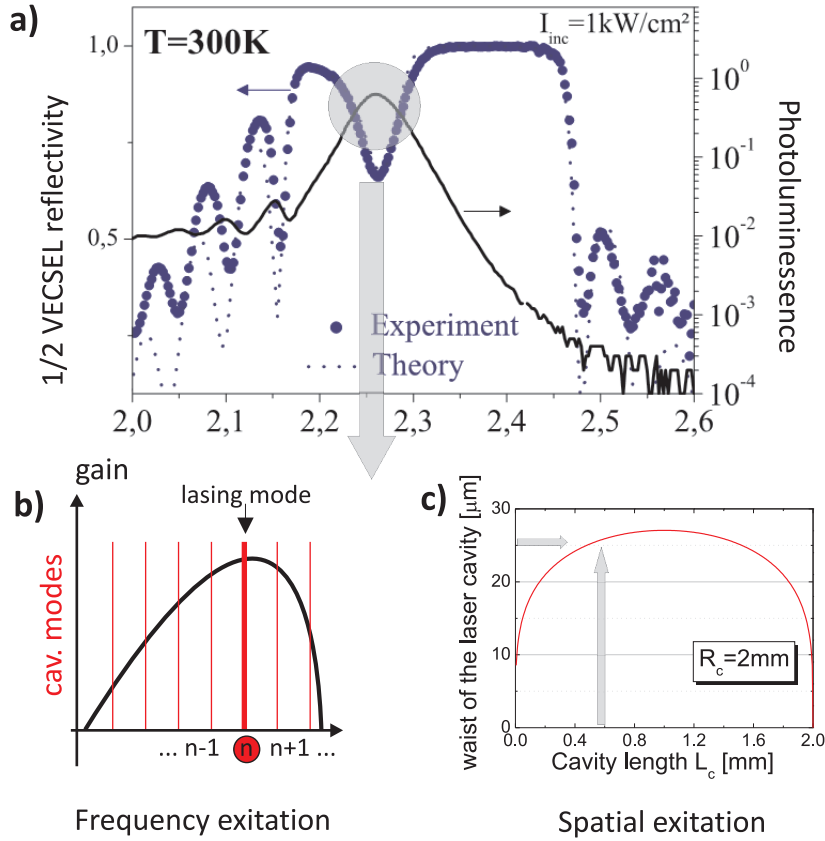 a)
T=300K
I_inc=1kW/cm²
1/2 VECSEL reflectivity
1,0
0,5
Experiment
Theory
10⁰
10⁻¹
10⁻²
10⁻³
10⁻⁴
Photoluminessence
2,0 2,1 2,2 2,3 2,4 2,5 2,6
b)
gain
lasing mode
cav. modes
... n-1 n n+1 ...
Frequency exitation
c)
waist of the laser cavity [μm]
30
20
10
0
R_c=2mm
0.0 0.4 0.8 1.2 1.6 2.0
Cavity length L_c [mm]
Spatial exitation